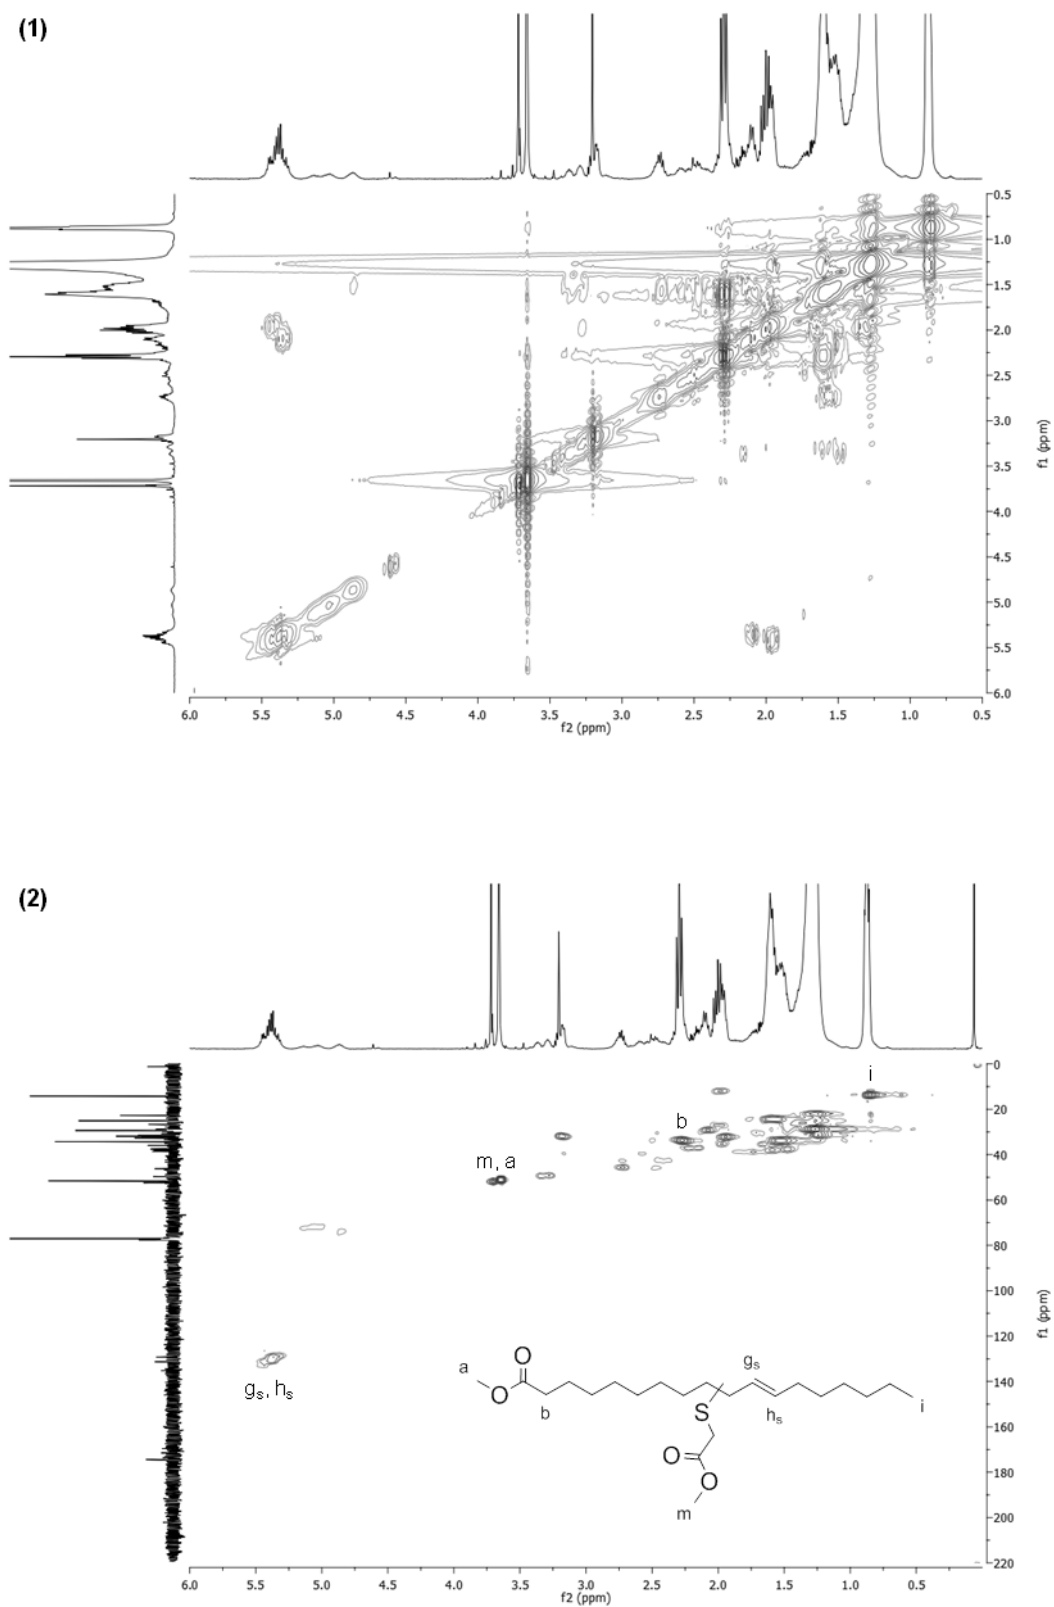 (1)
0.5
1.0
1.5
2.0
2.5
3.0
3.5
4.0
4.5
5.0
5.5
6.0
f1 (ppm)
6.0 5.5 5.0 4.5 4.0 3.5 3.0 2.5 2.0 1.5 1.0 0.5
f2 (ppm)
(2)
i
b
m, a
gs, hs
0
20
40
60
80
100
120
140
160
180
200
220
f1 (ppm)
a
O
O
b
gs
hs
i
S
O
O
m
6.0 5.5 5.0 4.5 4.0 3.5 3.0 2.5 2.0 1.5 1.0 0.5
f2 (ppm)